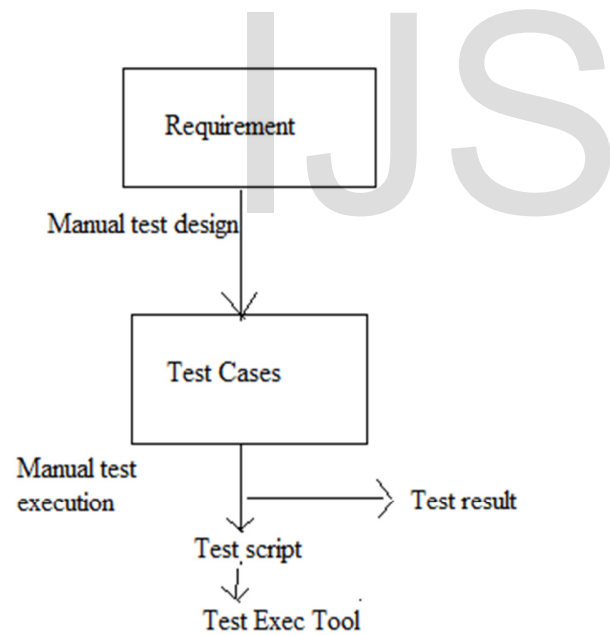 IJS
Requirement
Manual test design
Test Cases
Manual test
execution
Test result
Test script
Test Exec Tool